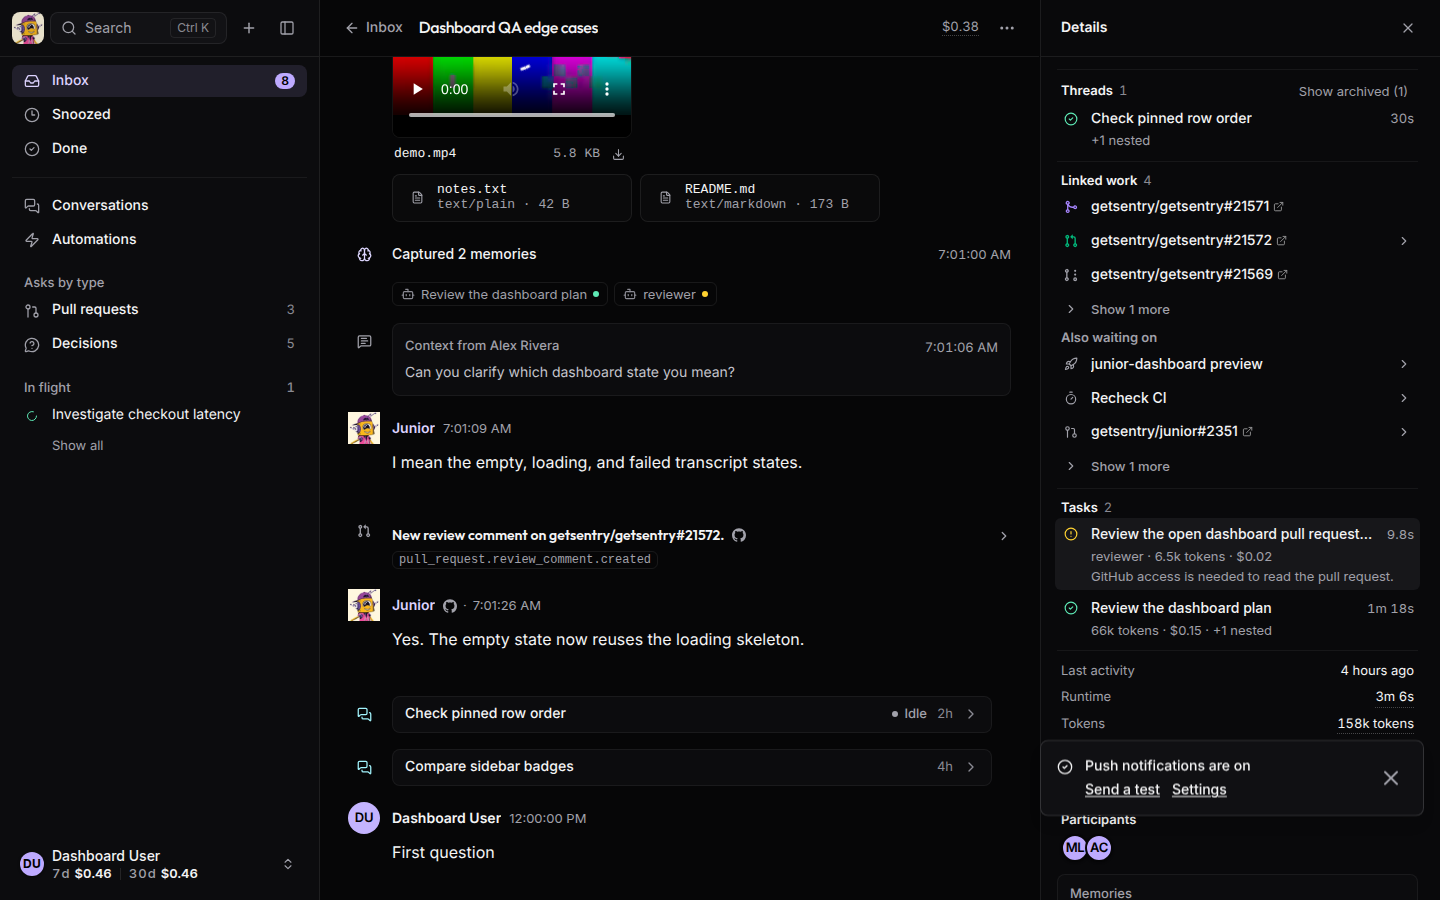 Search
Ctrl K
Inbox
8
Snoozed
Done
Conversations
Automations
Asks by type
Pull requests
3
Decisions
5
In flight
1
Investigate checkout latency
Show all
DU
Dashboard User
7d $0.46
30d $0.46
Inbox
Dashboard QA edge cases
$0.38
0:00
demo.mp4
5.8 KB
notes.txt
text/plain · 42 B
README.md
text/markdown · 173 B
Captured 2 memories
7:01:00 AM
Review the dashboard plan
reviewer
Context from Alex Rivera
7:01:06 AM
Can you clarify which dashboard state you mean?
Junior 7:01:09 AM
I mean the empty, loading, and failed transcript states.
New review comment on getsentry/getsentry#21572.
pull_request.review_comment.created
Junior · 7:01:26 AM
Yes. The empty state now reuses the loading skeleton.
Check pinned row order
Idle 2h
Compare sidebar badges
4h
DU
Dashboard User 12:00:00 PM
First question
Details
Threads 1
Show archived (1)
Check pinned row order
30s
+1 nested
Linked work 4
getsentry/getsentry#21571
getsentry/getsentry#21572
getsentry/getsentry#21569
Show 1 more
Also waiting on
junior-dashboard preview
Recheck CI
getsentry/junior#2351
Show 1 more
Tasks 2
Review the open dashboard pull request...
9.8s
reviewer · 6.5k tokens · $0.02
GitHub access is needed to read the pull request.
Review the dashboard plan
1m 18s
66k tokens · $0.15 · +1 nested
Last activity
4 hours ago
Runtime
3m 6s
Tokens
158k tokens
Push notifications are on
Send a test
Settings
Participants
ML
AC
Memories